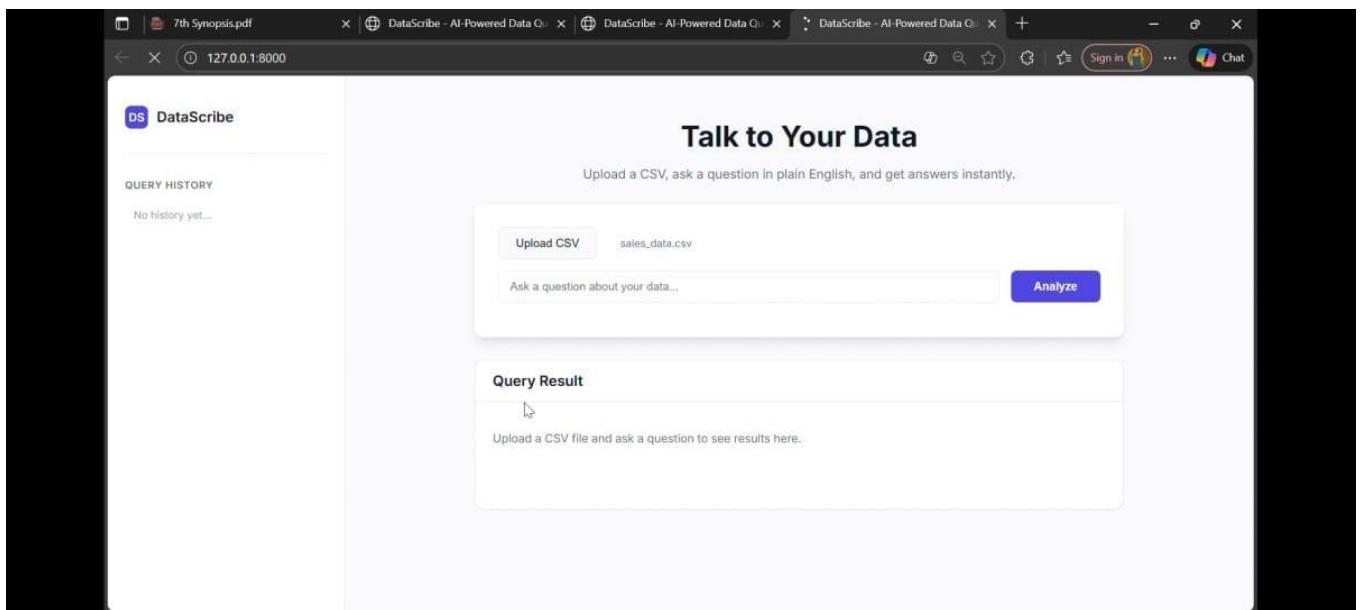 7th Synopsis.pdf
DataScribe - AI-Powered Data Qu
DataScribe - AI-Powered Data Qu
DataScribe - AI-Powered Data Qu
127.0.0.1:8000
Sign in
Chat
DS DataScribe
QUERY HISTORY
No history yet...
Talk to Your Data
Upload a CSV, ask a question in plain English, and get answers instantly.
Upload CSV sales_data.csv
Ask a question about your data...
Analyze
Query Result
Upload a CSV file and ask a question to see results here.